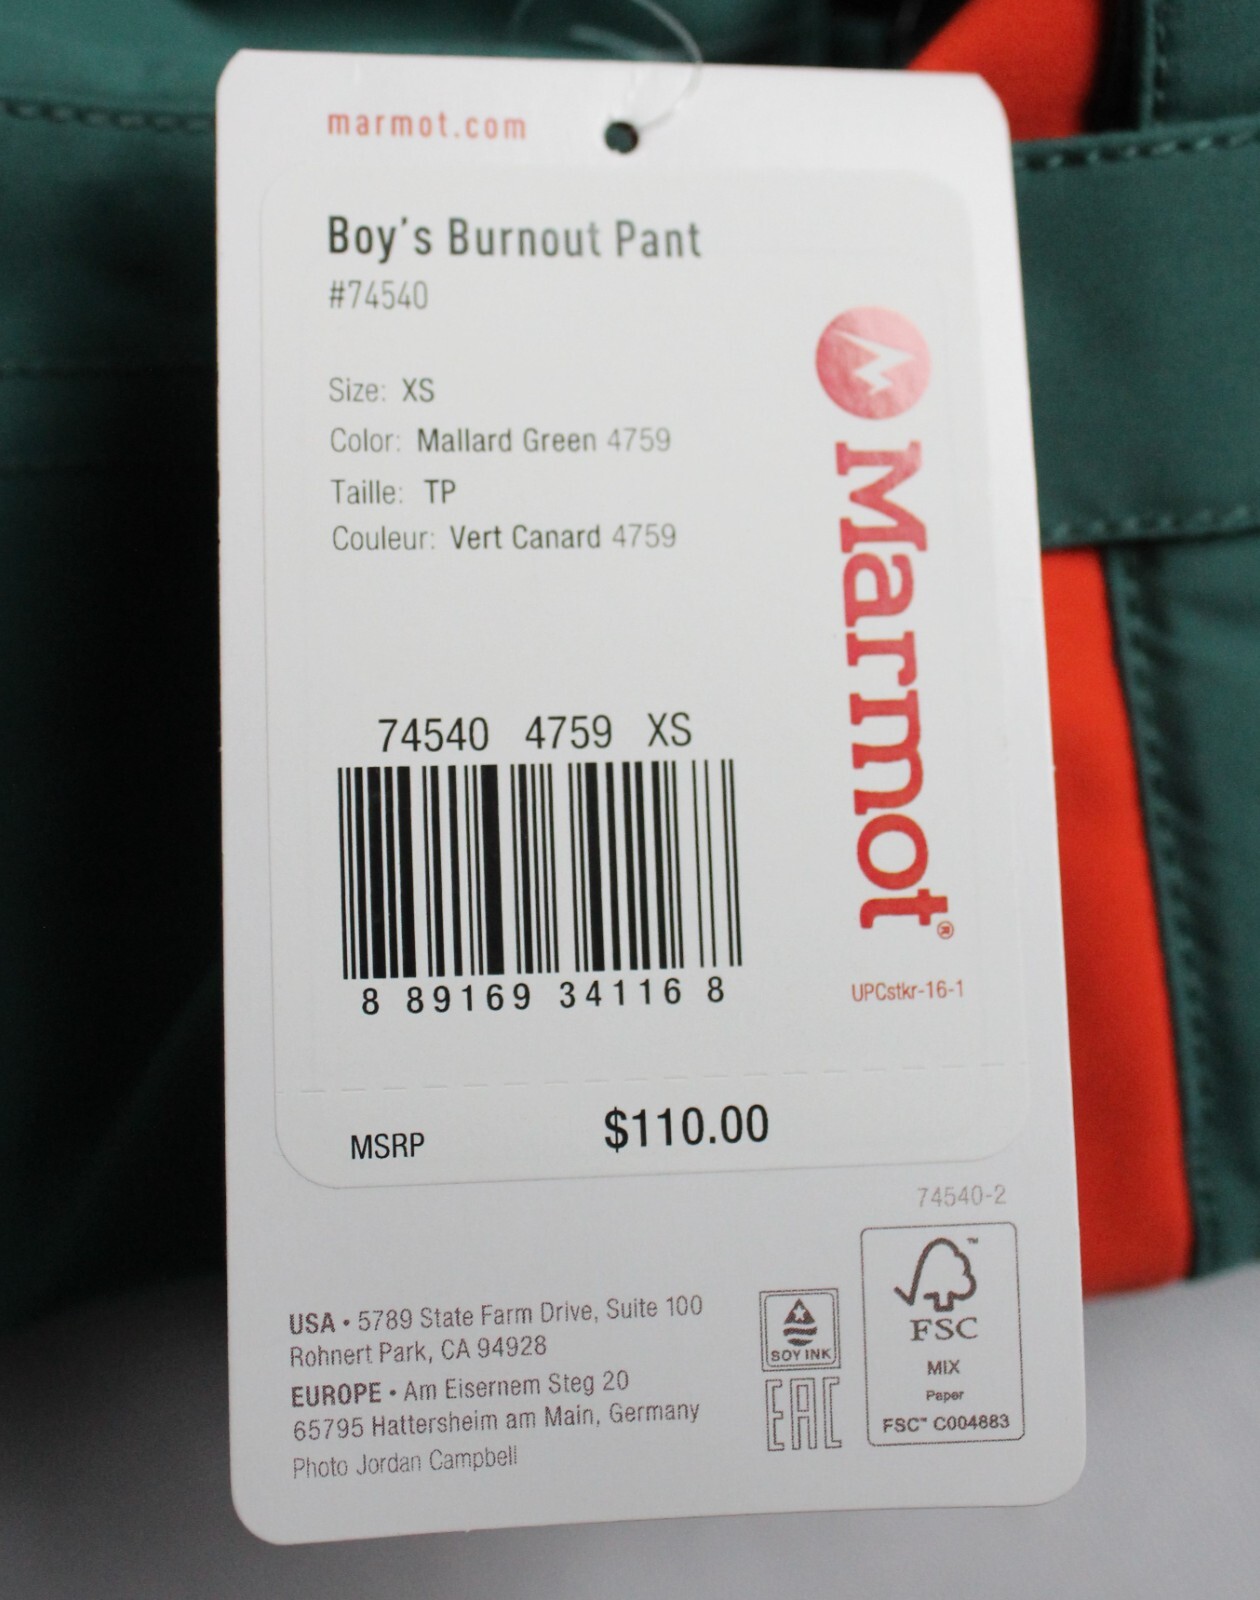 marmot.com
Boy's Burnout Pant
#74540
Size: XS
Color: Mallard Green 4759
Taille: TP
Couleur: Vert Canard 4759
Marmot®
74540 4759 XS
8 89169 34116 8
UPCstkr-16-1
MSRP $110.00
74540-2
USA • 5789 State Farm Drive, Suite 100
Rohnert Park, CA 94928
EUROPE • Am Eisernem Steg 20
65795 Hattersheim am Main, Germany
Photo Jordan Campbell
SOY INK
EAC
™
FSC
MIX
Paper
FSC™ C004883